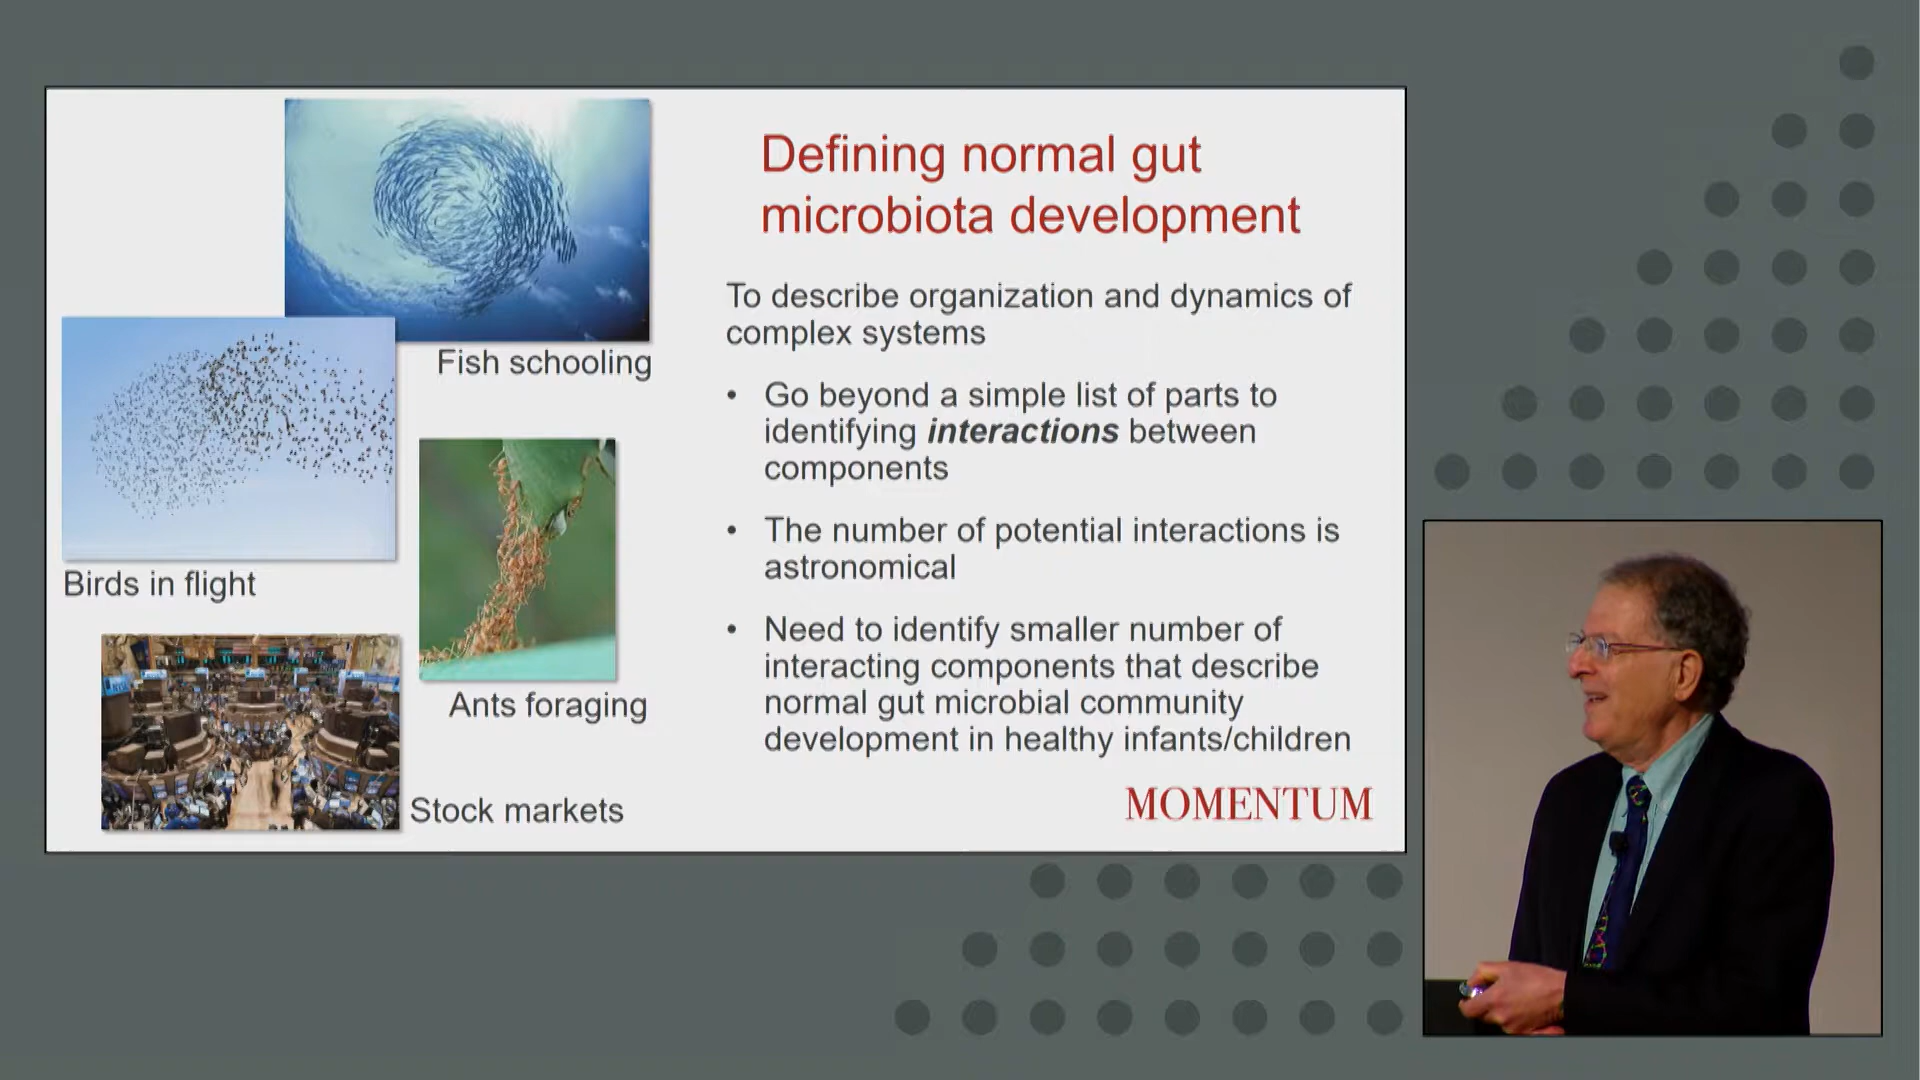 Defining normal gut
microbiota development
To describe organization and dynamics of
complex systems
• Go beyond a simple list of parts to
identifying interactions between
components
• The number of potential interactions is
astronomical
• Need to identify smaller number of
interacting components that describe
normal gut microbial community
development in healthy infants/children
MOMENTUM
Fish schooling
Birds in flight
Ants foraging
Stock markets